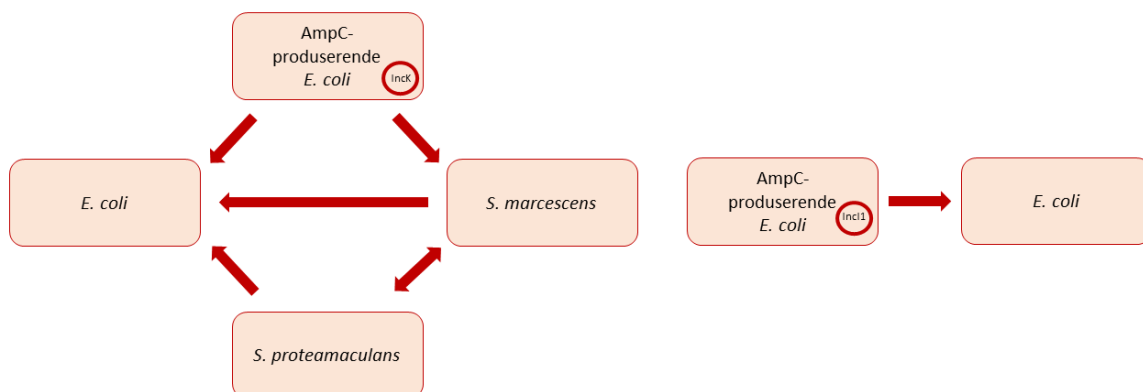 AmpC-
produserende
E. coli
IncK
E. coli
S. marcescens
S. proteamaculans
AmpC-
produserende
E. coli
IncI1
E. coli